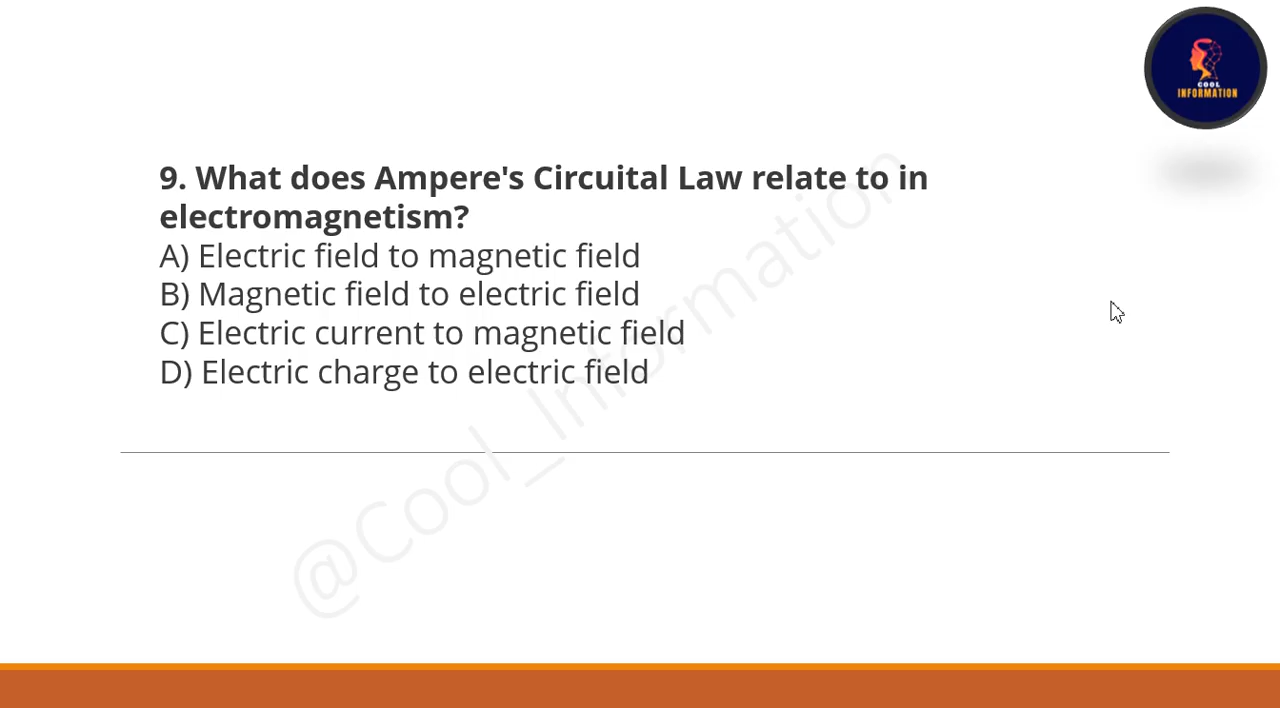 COOL
INFORMATION
9. What does Ampere's Circuital Law relate to in
electromagnetism?
A) Electric field to magnetic field
B) Magnetic field to electric field
C) Electric current to magnetic field
D) Electric charge to electric field
@Cool_Information